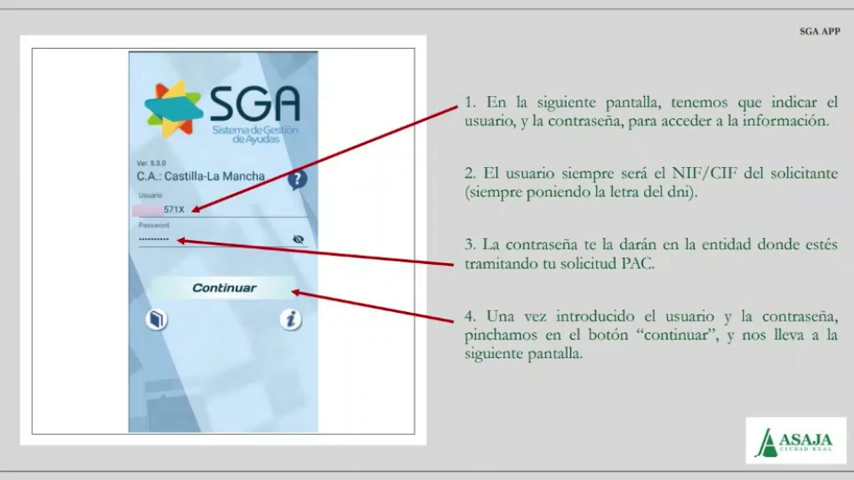 SGA APP
SGA
Sistema de Gestión
de Ayudas
Ver. 5.3.0
C.A.: Castilla-La Mancha
?
Usuario
571X
Password
Continuar
i
1. En la siguiente pantalla, tenemos que indicar el
usuario, y la contraseña, para acceder a la información.
2. El usuario siempre será el NIF/CIF del solicitante
(siempre poniendo la letra del dni).
3. La contraseña te la darán en la entidad donde estés
tramitando tu solicitud PAC.
4. Una vez introducido el usuario y la contraseña,
pinchamos en el botón “continuar”, y nos lleva a la
siguiente pantalla.
ASAJA
CIUDAD REAL